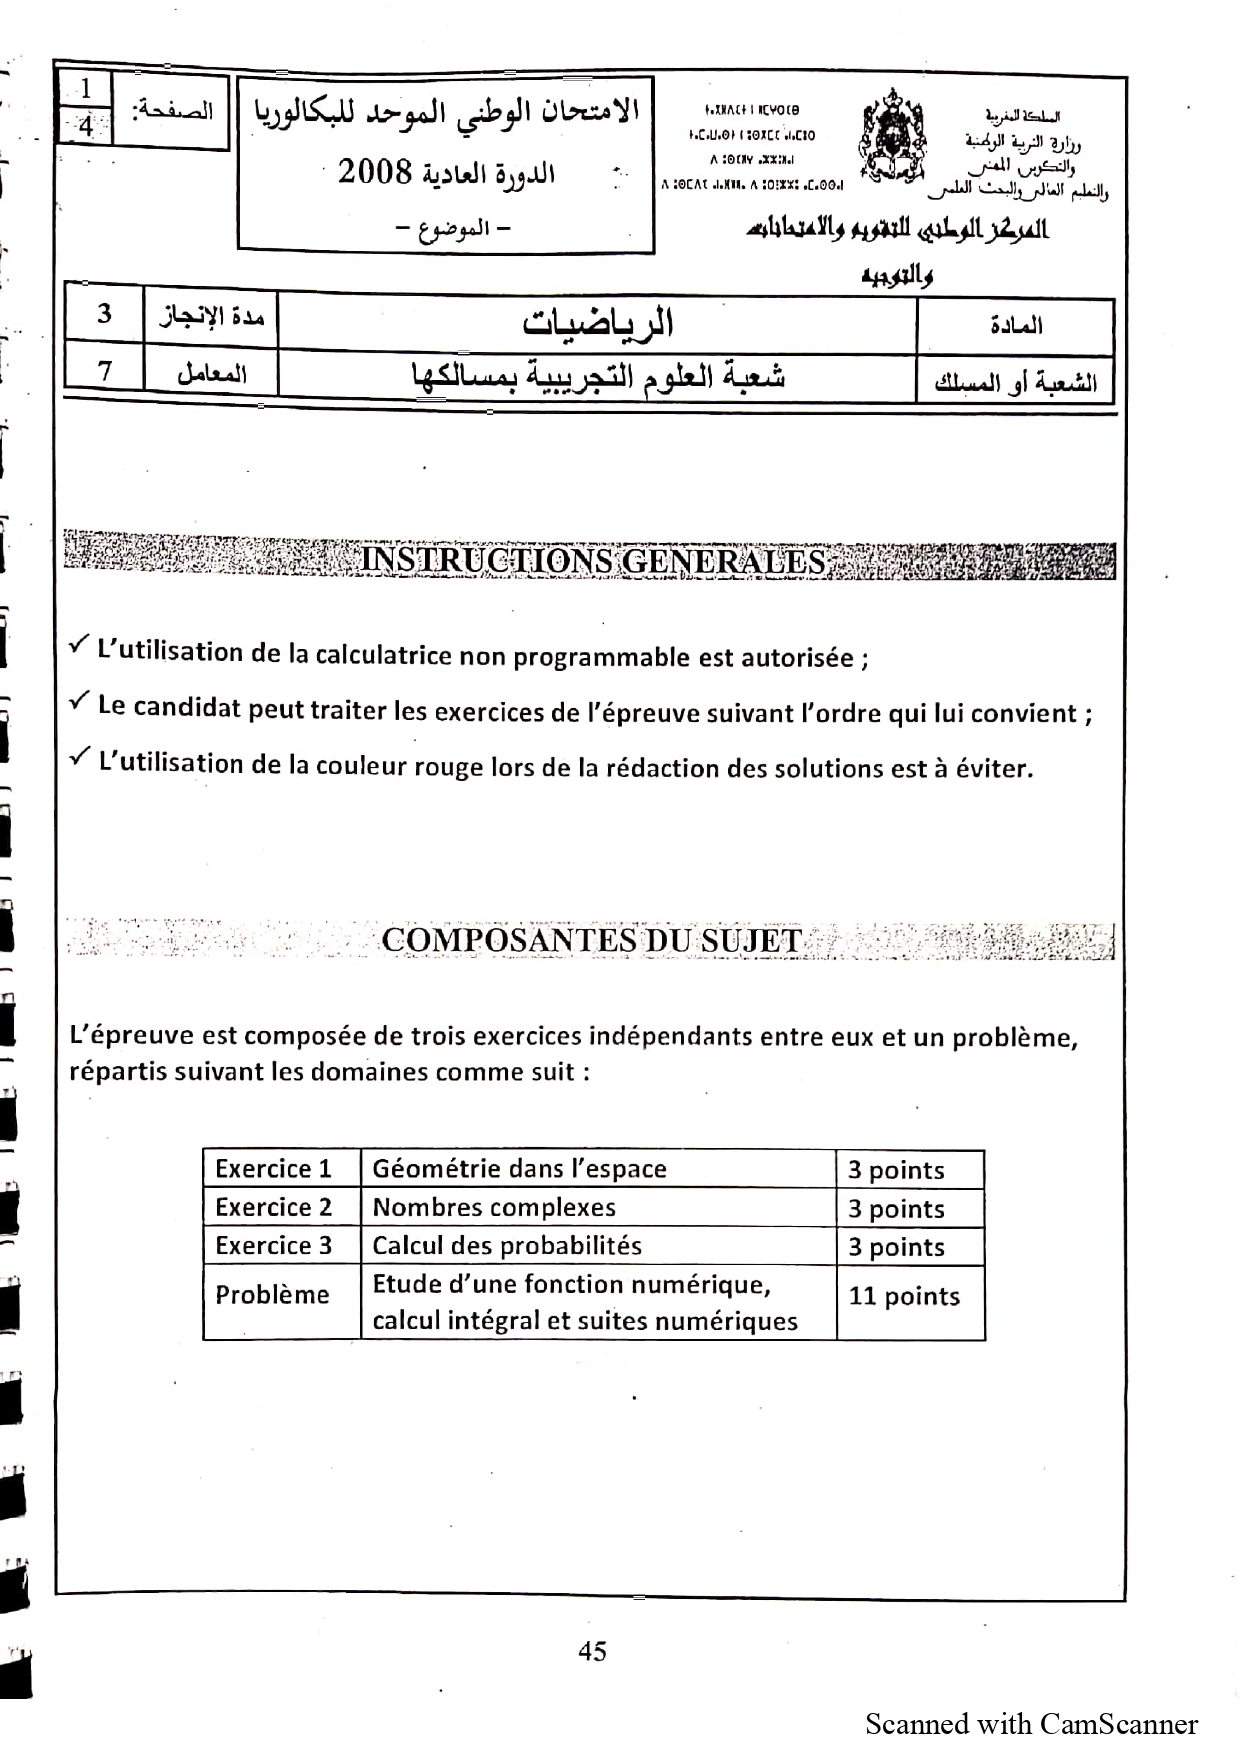 1
4
الصفحة:
الامتحان الوطني الموحد للبكالوريا
الدورة العادية 2008
– الموضوع –
المملكة المغربية
وزارة التربية الوطنية
والتكوين المهني
والتعليم العالي والبحث العلمي
المركز الوطني للتقويم والامتحانات
والتوجيه
المادة الرياضيات مدة الإنجاز 3
الشعبة أو المسلك شعبة العلوم التجريبية بمسالكها المعامل 7
INSTRUCTIONS GENERALES
✓ L'utilisation de la calculatrice non programmable est autorisée ;
✓ Le candidat peut traiter les exercices de l'épreuve suivant l'ordre qui lui convient ;
✓ L'utilisation de la couleur rouge lors de la rédaction des solutions est à éviter.
COMPOSANTES DU SUJET
L'épreuve est composée de trois exercices indépendants entre eux et un problème,
répartis suivant les domaines comme suit :
Exercice 1 Géométrie dans l'espace 3 points
Exercice 2 Nombres complexes 3 points
Exercice 3 Calcul des probabilités 3 points
Problème Etude d'une fonction numérique,
calcul intégral et suites numériques 11 points
45
Scanned with CamScanner